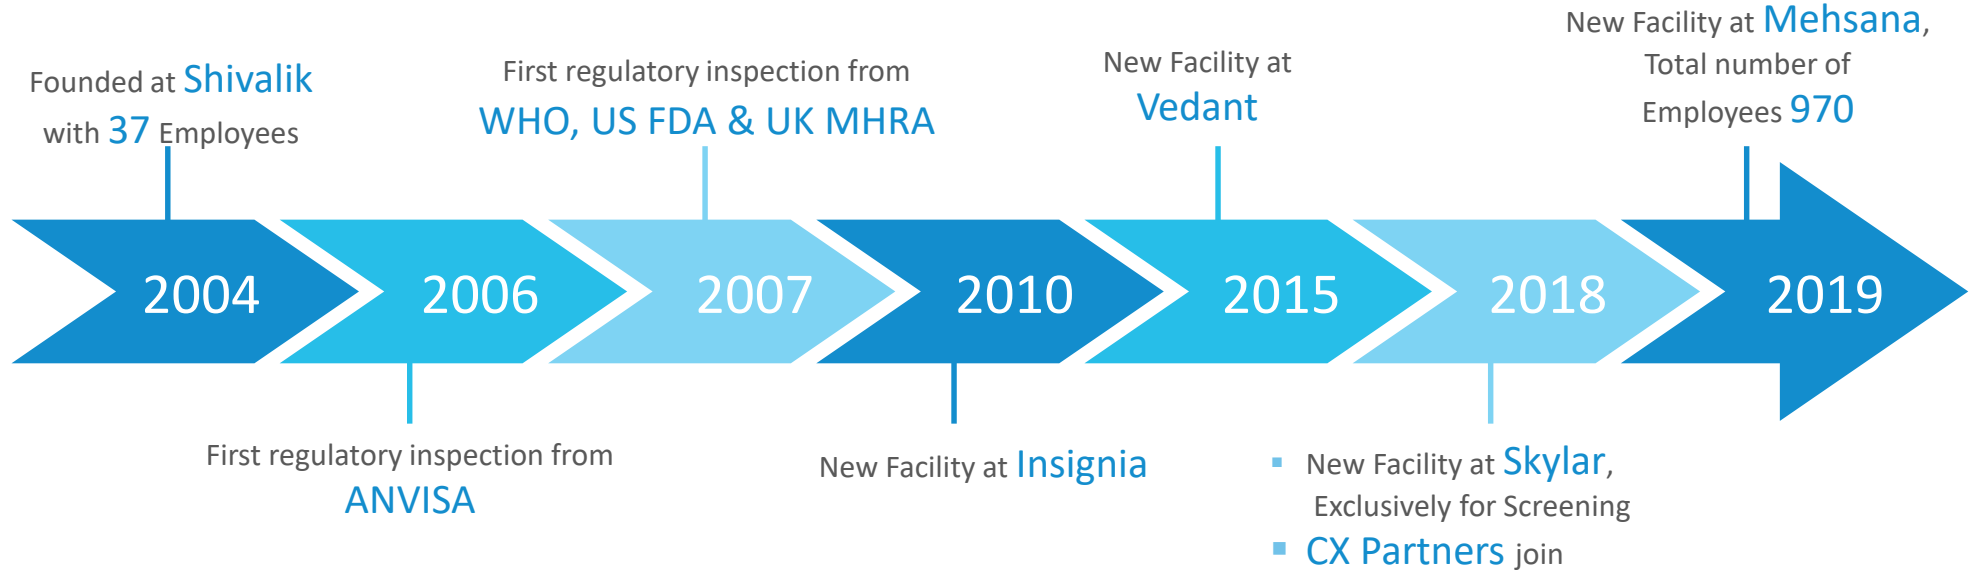 Founded at Shivalik
with 37 Employees
First regulatory inspection from
WHO, US FDA & UK MHRA
New Facility at
Vedant
New Facility at Mehsana,
Total number of
Employees 970
2004
2006
2007
2010
2015
2018
2019
First regulatory inspection from
ANVISA
New Facility at Insignia
▪ New Facility at Skylar,
Exclusively for Screening
▪ CX Partners join